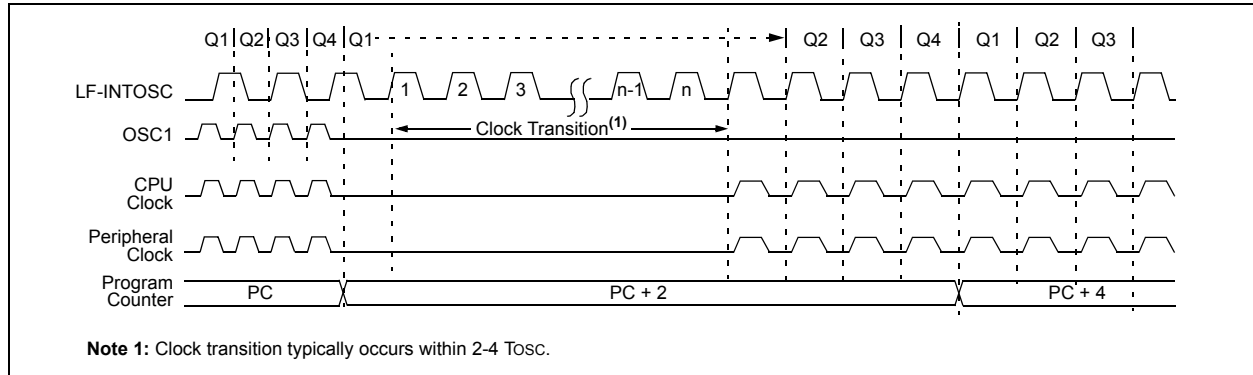 Q1 Q2 Q3 Q4 Q1 Q2 Q3 Q4 Q1 Q2 Q3
LF-INTOSC 1 2 3 n-1 n
OSC1 Clock Transition(1)
CPU
Clock
Peripheral
Clock
Program
Counter PC PC + 2 PC + 4
Note 1: Clock transition typically occurs within 2-4 TOSC.